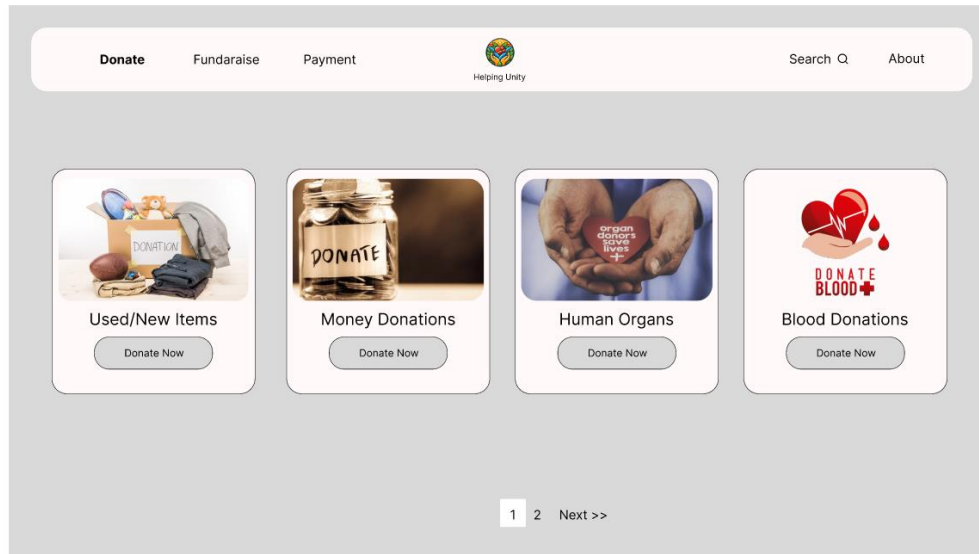 Donate
Fundaraise
Payment
Helping Unity
Search
About
DONATION
DONATE
organ
donors
save
lives
DONATE
BLOOD
Used/New Items
Money Donations
Human Organs
Blood Donations
Donate Now
Donate Now
Donate Now
Donate Now
1 2 Next >>